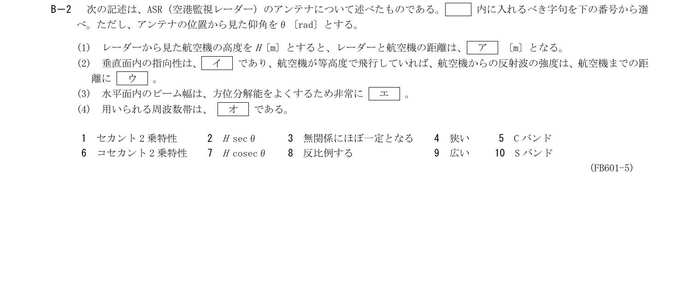 B-2 次の記述は、ASR（空港監視レーダー）のアンテナについて述べたものである。 内に入れるべき字句を下の番号から選
べ。ただし、アンテナの位置から見た仰角をθ〔rad〕とする。
(1) レーダーから見た航空機の高度をH〔m〕とすると、レーダーと航空機の距離は、 ア 〔m〕となる。
(2) 垂直面内の指向性は、 イ であり、航空機が等高度で飛行していれば、航空機からの反射波の強度は、航空機までの距
離に ウ 。
(3) 水平面内のビーム幅は、方位分解能をよくするため非常に エ 。
(4) 用いられる周波数帯は、 オ である。
1 セカント2乗特性 2 H secθ 3 無関係にほぼ一定となる 4 狭い 5 Cバンド
6 コセカント2乗特性 7 H cosecθ 8 反比例する 9 広い 10 Sバンド
(FB601-5)